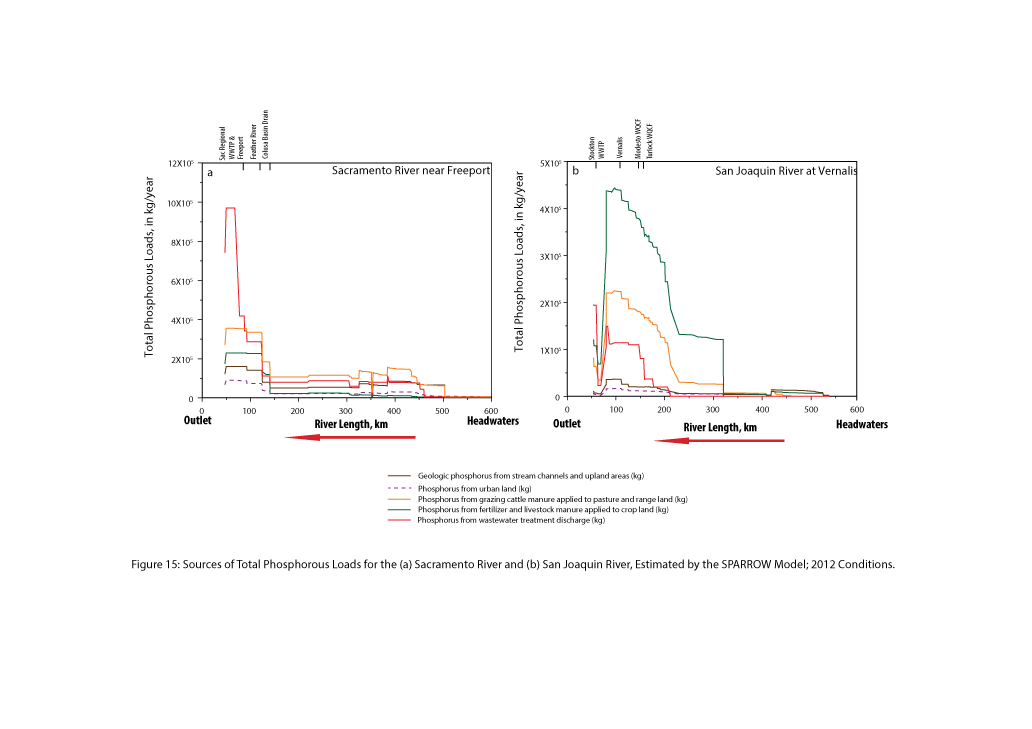 Sac Regional
WWTP &
Freeport
Feather River
Colusa Basin Drain
a
Sacramento River near Freeport
Total Phosphorous Loads, in kg/year
12X10⁵
10X10⁵
8X10⁵
6X10⁵
4X10⁵
2X10⁵
0
0 100 200 300 400 500 600
Outlet
River Length, km
Headwaters
Stockton
WWTP
Vernalis
Modesto WQCF
Turlock WQCF
b
San Joaquin River at Vernalis
Total Phosphorous Loads, in kg/year
5X10⁵
4X10⁵
3X10⁵
2X10⁵
1X10⁵
0
0 100 200 300 400 500 600
Outlet
River Length, km
Headwaters
Geologic phosphorus from stream channels and upland areas (kg)
Phosphorus from urban land (kg)
Phosphorus from grazing cattle manure applied to pasture and range land (kg)
Phosphorus from fertilizer and livestock manure applied to crop land (kg)
Phosphorus from wastewater treatment discharge (kg)
Figure 15: Sources of Total Phosphorous Loads for the (a) Sacramento River and (b) San Joaquin River, Estimated by the SPARROW Model; 2012 Conditions.